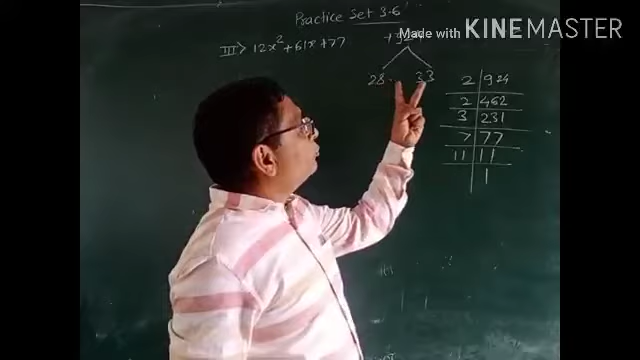 Practice Set 3.6
Made with KINEMASTER
III> 12x² + 61x + 77
28 33
2 | 924
2 | 462
3 | 231
7 | 77
11 | 11
1